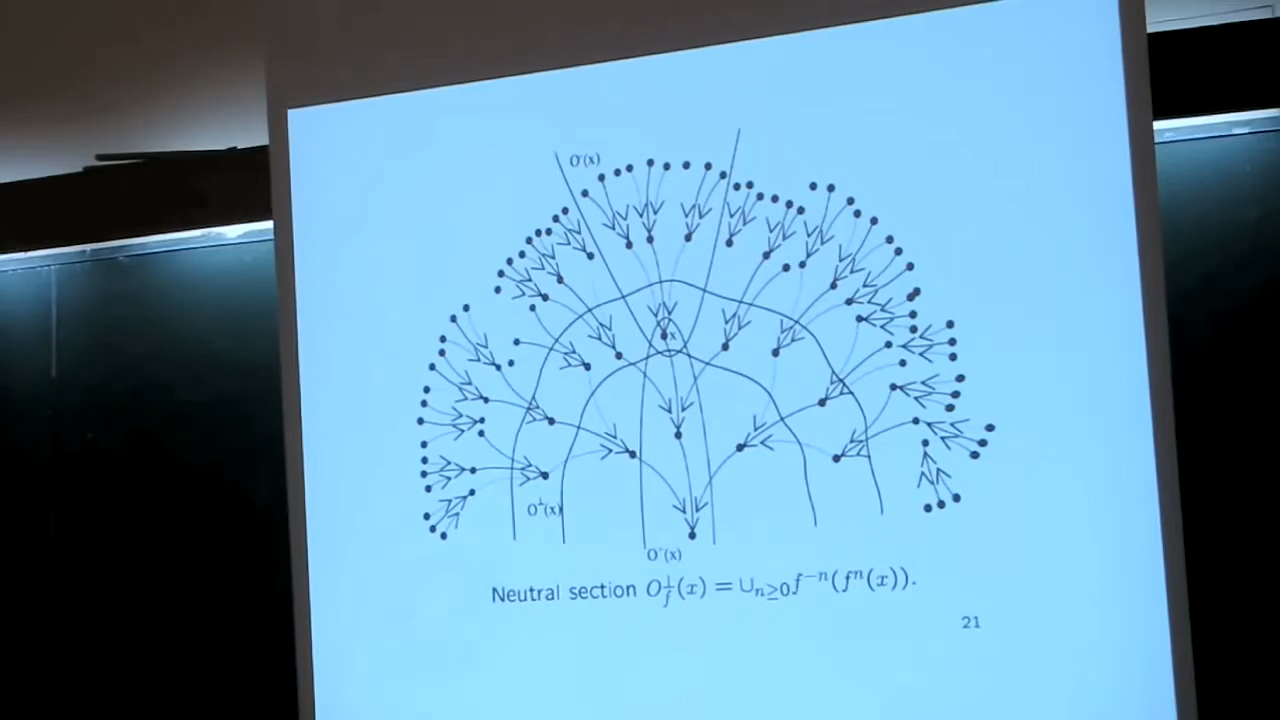 O⁻(x)
x
O⊥(x)
O⁻(x)
Neutral section O_f^⊥(x) = ∪_{n≥0} f^{-n}(f^n(x)).
21